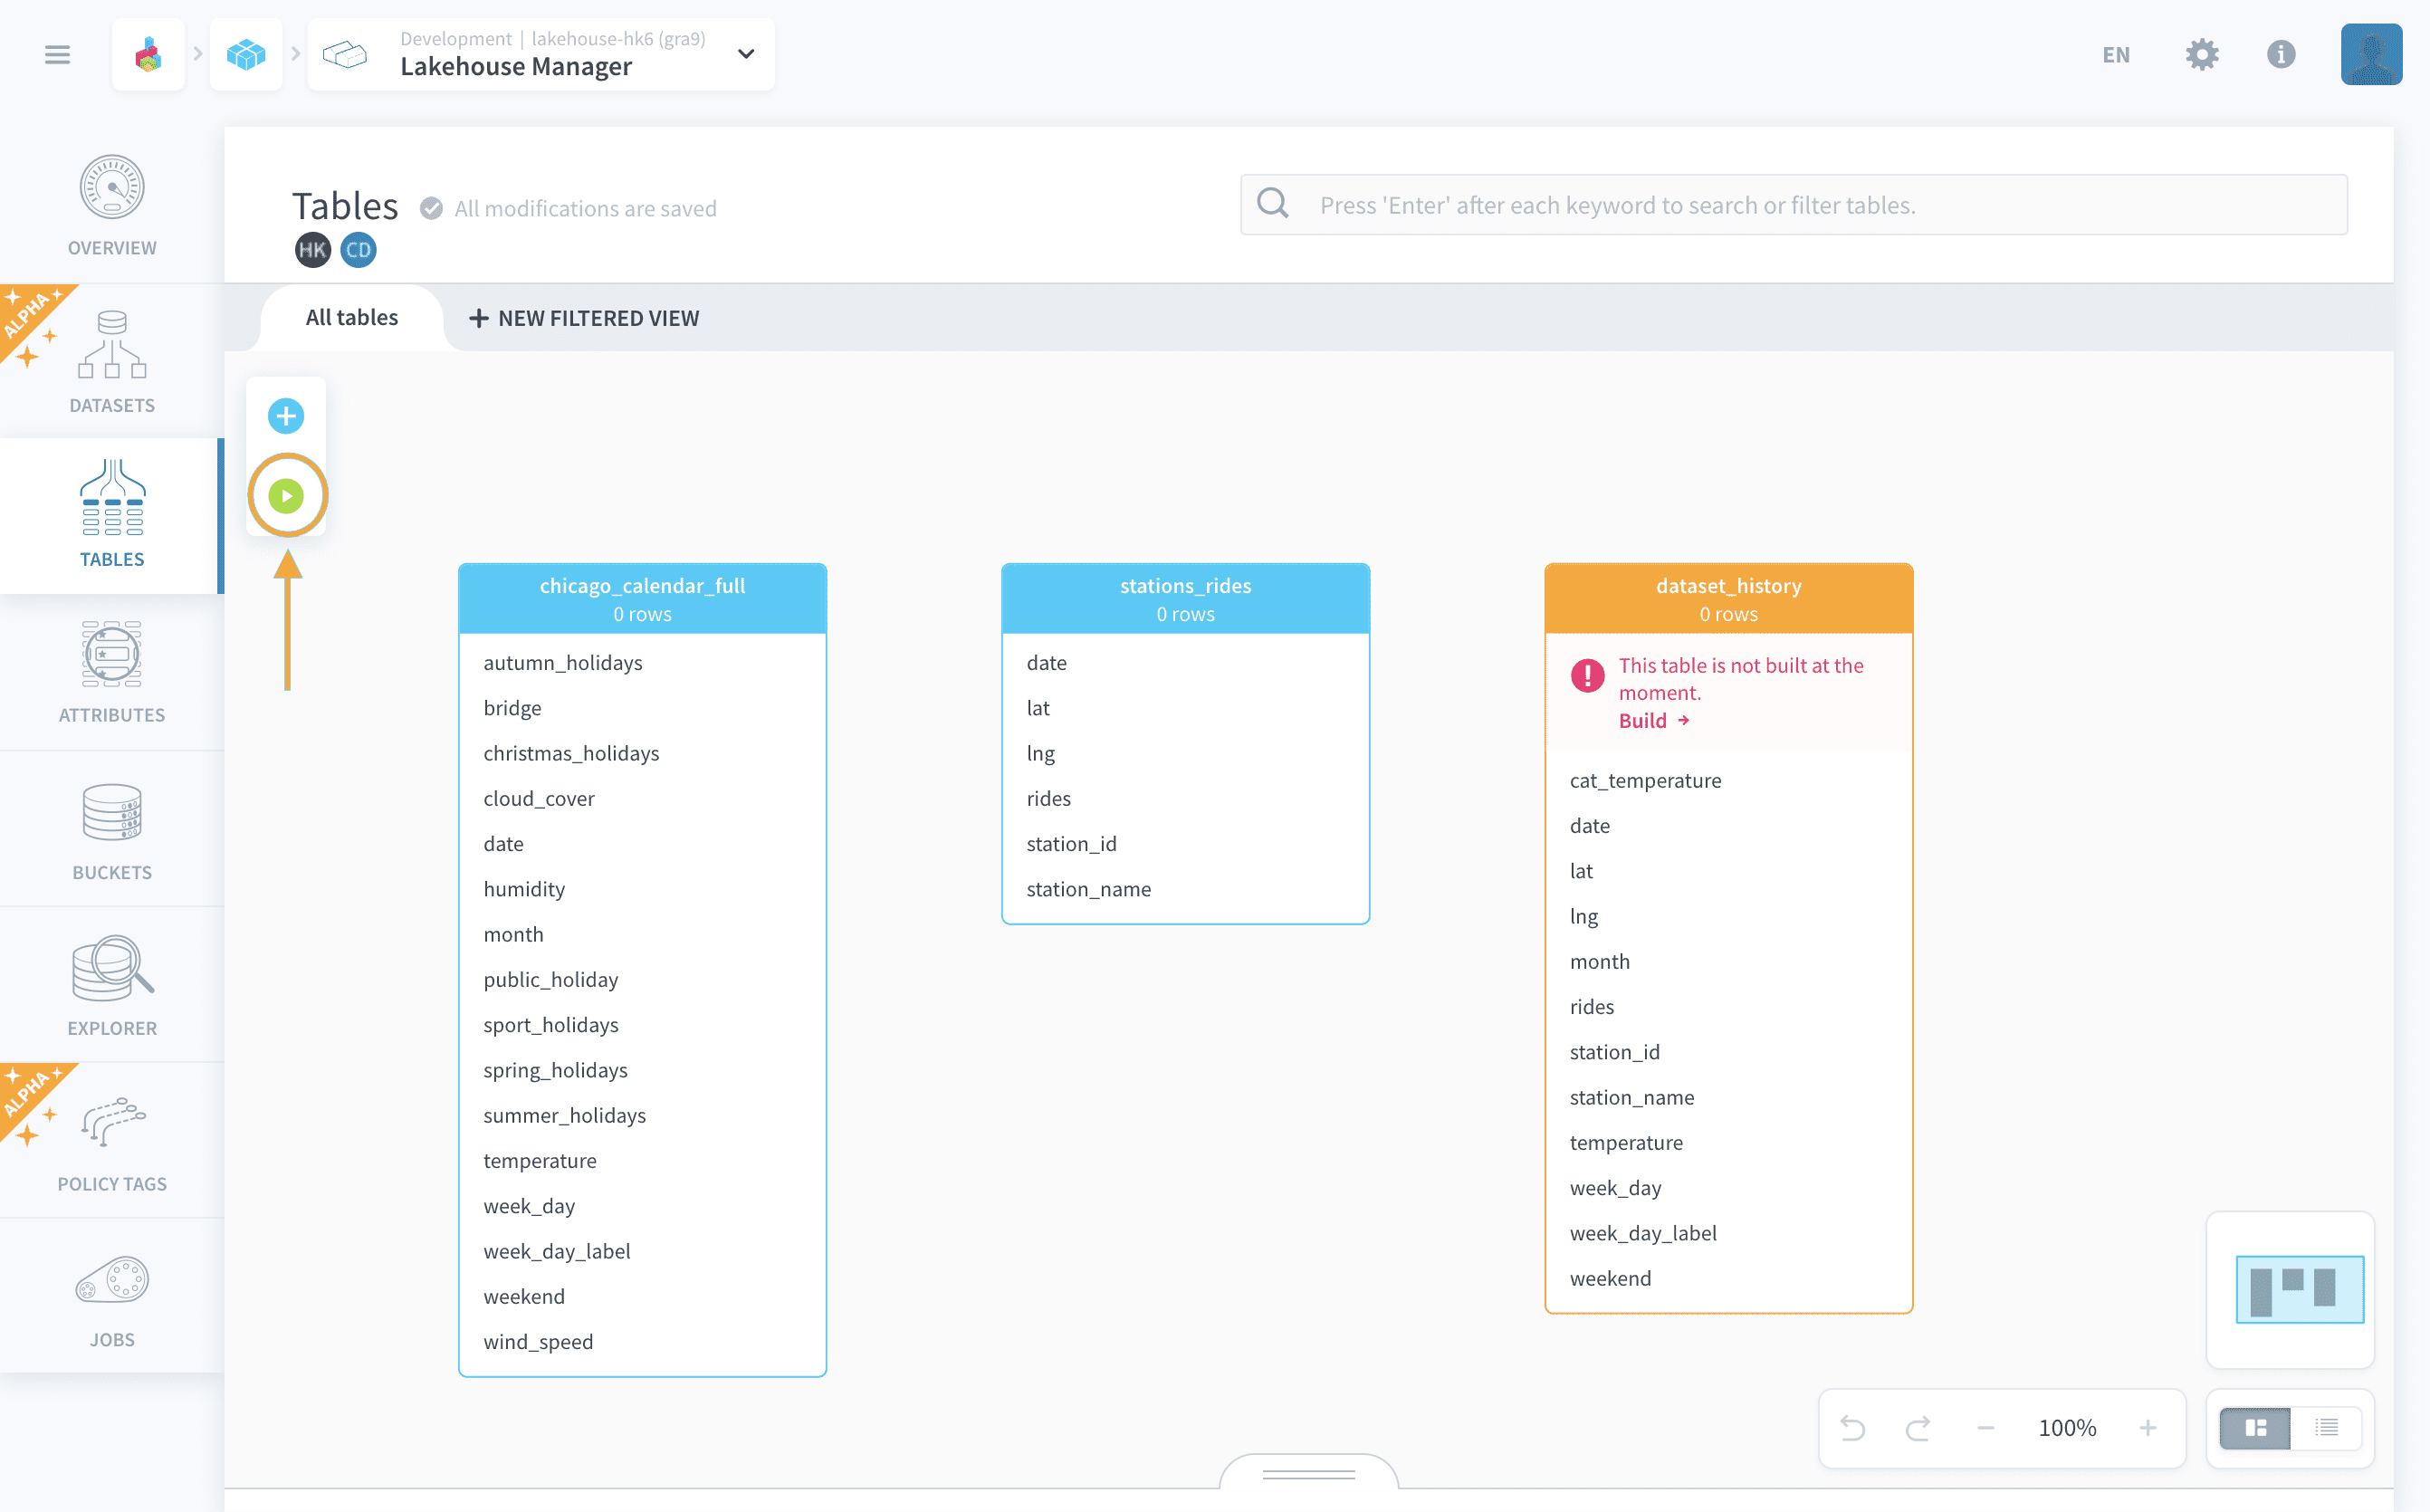 Development | lakehouse-hk6 (gra9)
Lakehouse Manager
EN
OVERVIEW
ALPHA
DATASETS
TABLES
ATTRIBUTES
BUCKETS
EXPLORER
ALPHA
POLICY TAGS
JOBS
Tables
All modifications are saved
HK
CD
Press 'Enter' after each keyword to search or filter tables.
All tables
NEW FILTERED VIEW
chicago_calendar_full
0 rows
autumn_holidays
bridge
christmas_holidays
cloud_cover
date
humidity
month
public_holiday
sport_holidays
spring_holidays
summer_holidays
temperature
week_day
week_day_label
weekend
wind_speed
stations_rides
0 rows
date
lat
lng
rides
station_id
station_name
dataset_history
0 rows
This table is not built at the
moment.
Build →
cat_temperature
date
lat
lng
month
rides
station_id
station_name
temperature
week_day
week_day_label
weekend
100%